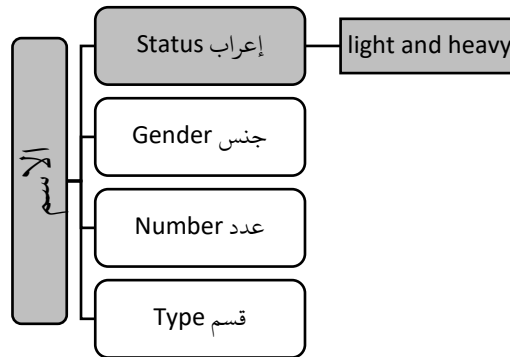 الاسم
Status إعراب
light and heavy
Gender جنس
Number عدد
Type قسم